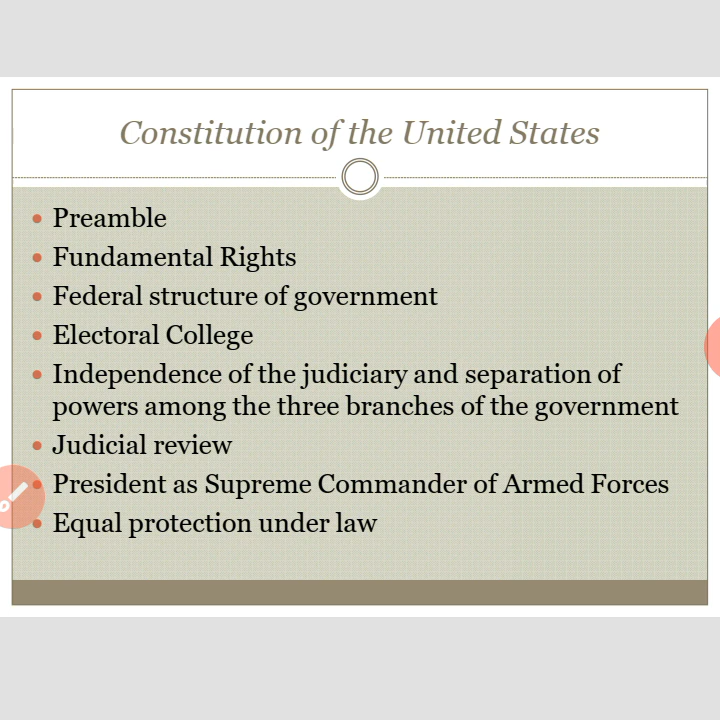 Constitution of the United States
• Preamble
• Fundamental Rights
• Federal structure of government
• Electoral College
• Independence of the judiciary and separation of
powers among the three branches of the government
• Judicial review
• President as Supreme Commander of Armed Forces
• Equal protection under law